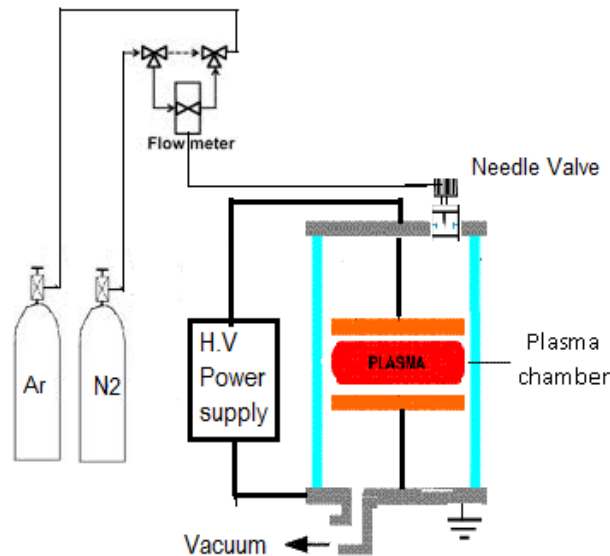 Flow meter
Needle Valve
Ar
N2
H.V
Power
supply
PLASMA
Plasma
chamber
Vacuum